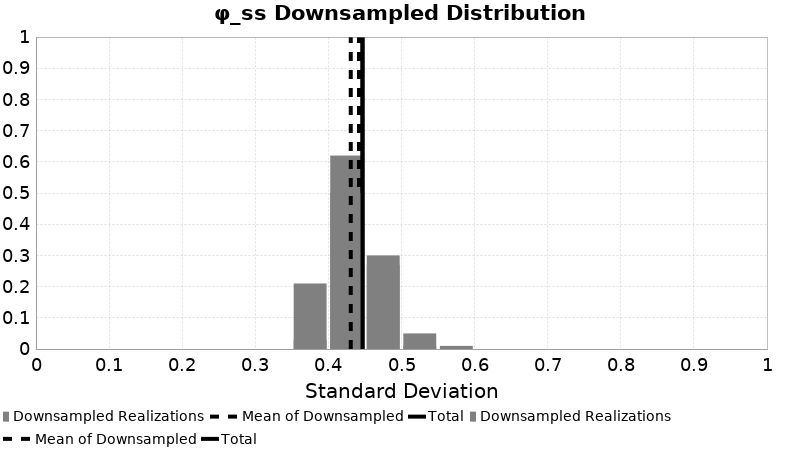 φ_ss Downsampled Distribution
1
0.9
0.8
0.7
0.6
0.5
0.4
0.3
0.2
0.1
0
0 0.1 0.2 0.3 0.4 0.5 0.6 0.7 0.8 0.9 1
Standard Deviation
Downsampled Realizations Mean of Downsampled Total Downsampled Realizations
Mean of Downsampled Total